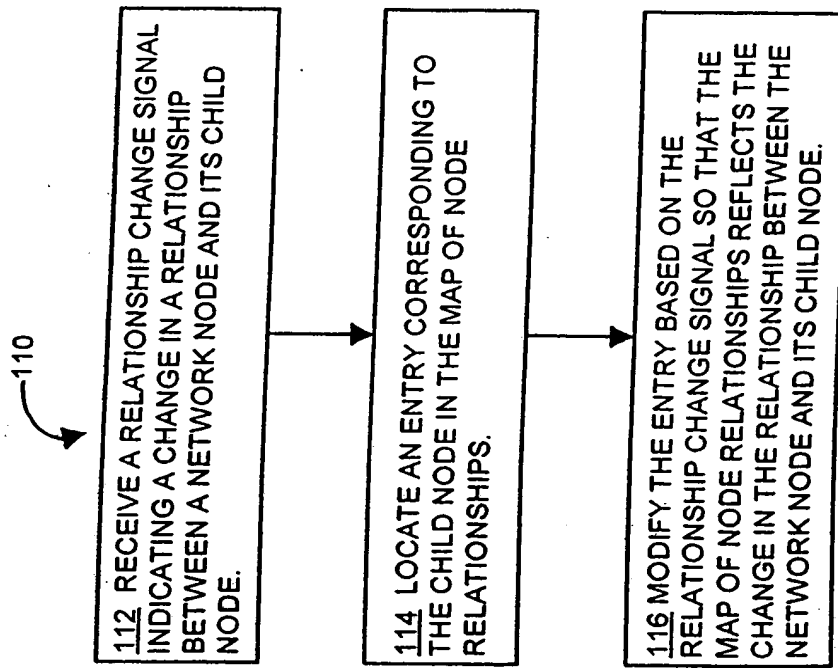 110
112 RECEIVE A RELATIONSHIP CHANGE SIGNAL
INDICATING A CHANGE IN A RELATIONSHIP
BETWEEN A NETWORK NODE AND ITS CHILD
NODE.
114 LOCATE AN ENTRY CORRESPONDING TO
THE CHILD NODE IN THE MAP OF NODE
RELATIONSHIPS.
116 MODIFY THE ENTRY BASED ON THE
RELATIONSHIP CHANGE SIGNAL SO THAT THE
MAP OF NODE RELATIONSHIPS REFLECTS THE
CHANGE IN THE RELATIONSHIP BETWEEN THE
NETWORK NODE AND ITS CHILD NODE.